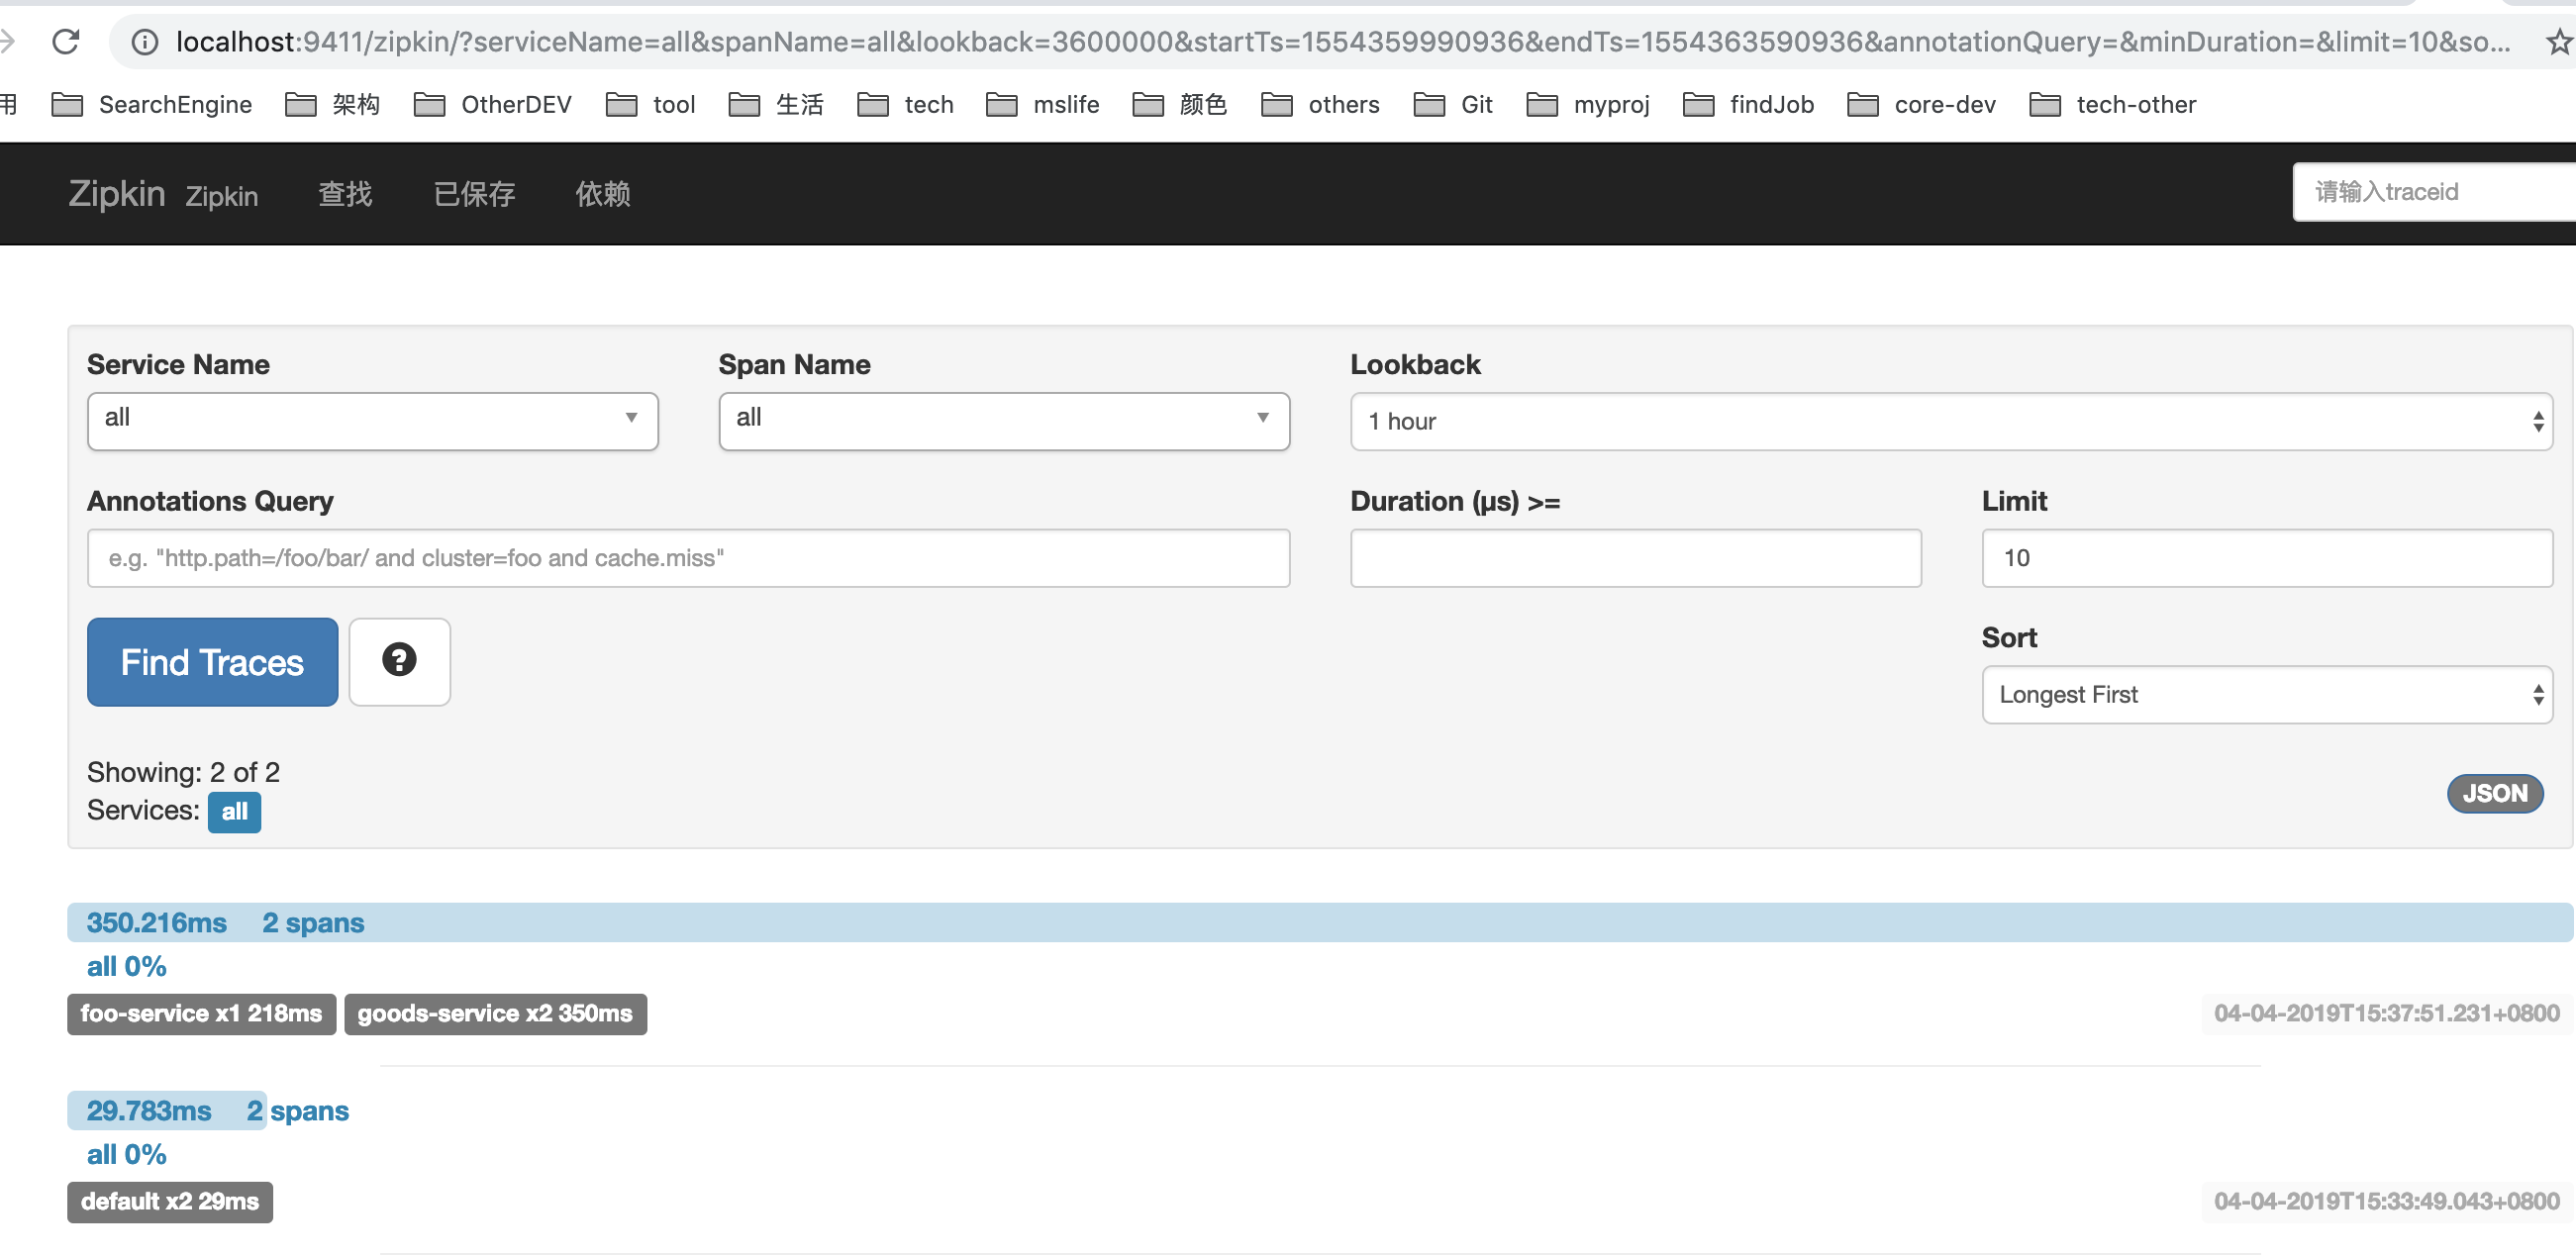 localhost:9411/zipkin/?serviceName=all&spanName=all&lookback=3600000&startTs=1554359990936&endTs=1554363590936&annotationQuery=&minDuration=&limit=10&so...
用 SearchEngine 架构 OtherDEV tool 生活 tech mslife 颜色 others Git myproj findJob core-dev tech-other
Zipkin Zipkin 查找 已保存 依赖 请输入traceid
Service Name Span Name Lookback
all all 1 hour
Annotations Query Duration (µs) >= Limit
e.g. "http.path=/foo/bar/ and cluster=foo and cache.miss" 10
Find Traces ? Sort
Longest First
Showing: 2 of 2
Services: all JSON
350.216ms 2 spans
all 0%
foo-service x1 218ms goods-service x2 350ms 04-04-2019T15:37:51.231+0800
29.783ms 2 spans
all 0%
default x2 29ms 04-04-2019T15:33:49.043+0800